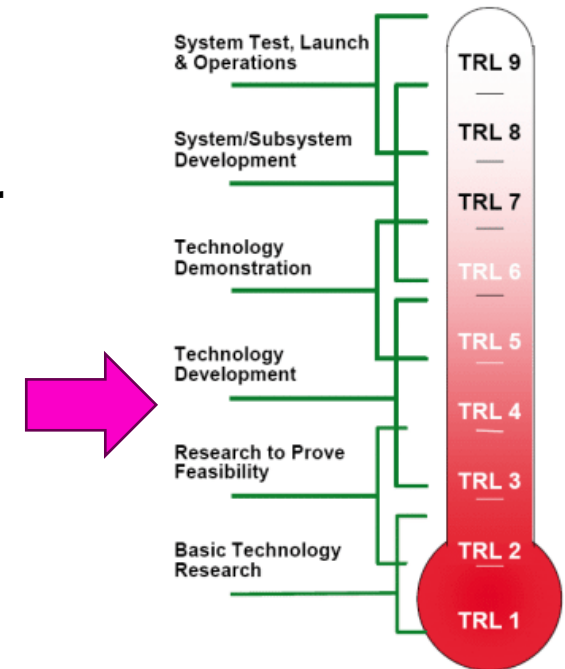 System Test, Launch
& Operations
System/Subsystem
Development
Technology
Demonstration
Technology
Development
Research to Prove
Feasibility
Basic Technology
Research
TRL 9
TRL 8
TRL 7
TRL 6
TRL 5
TRL 4
TRL 3
TRL 2
TRL 1